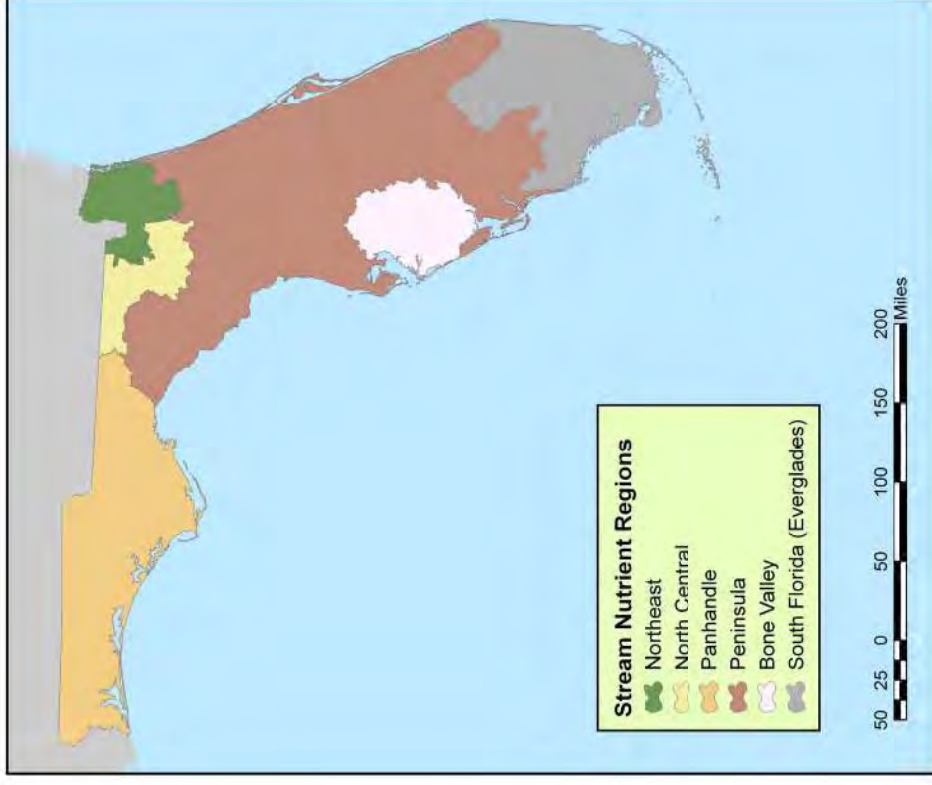 Stream Nutrient Regions
Northeast
North Central
Panhandle
Peninsula
Bone Valley
South Florida (Everglades)
50 25 0 50 100 150 200
Miles